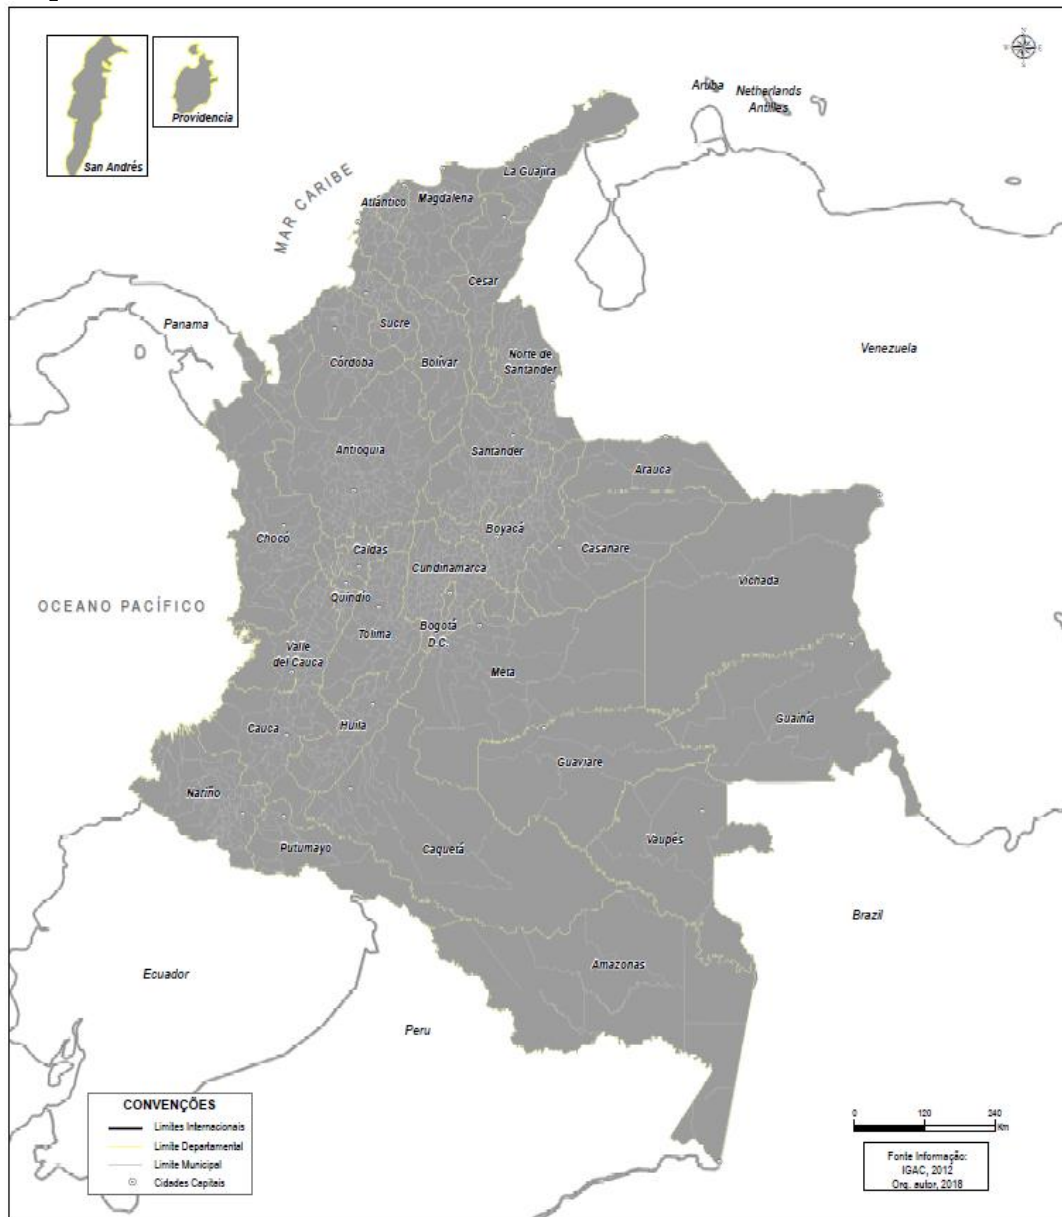 San Andrés
Providencia
N
W
E
S
Aruba
Netherlands
Antilles
MAR CARIBE
La Guajira
Atlántico
Magdalena
Cesar
Panama
Sucre
Córdoba
Bolívar
Norte de
Santander
Venezuela
Antioquia
Santander
Arauca
Chocó
Boyacá
Caldas
Cundinamarca
Casanare
Vichada
OCEANO PACÍFICO
Quindío
Tolima
Bogotá
D.C.
Valle
del Cauca
Meta
Cauca
Huila
Guainía
Guaviare
Nariño
Putumayo
Caquetá
Vaupés
Brazil
Ecuador
Amazonas
Peru
CONVENÇÕES
Limites Internacionais
Limite Departamental
Limite Municipal
Cidades Capitais
0 120 240
Km
Fonte Informação:
IGAC, 2012
Org. autor, 2018